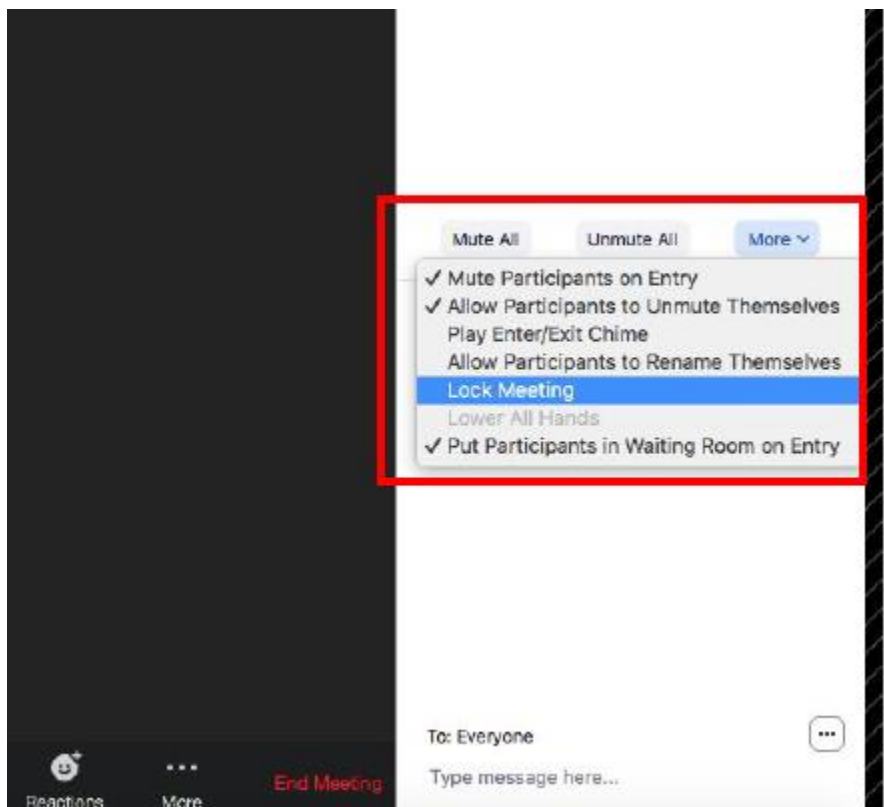 Mute All Unmute All More
✓ Mute Participants on Entry
✓ Allow Participants to Unmute Themselves
Play Enter/Exit Chime
Allow Participants to Rename Themselves
Lock Meeting
Lower All Hands
✓ Put Participants in Waiting Room on Entry
To: Everyone
Type message here...
Reactions More End Meeting